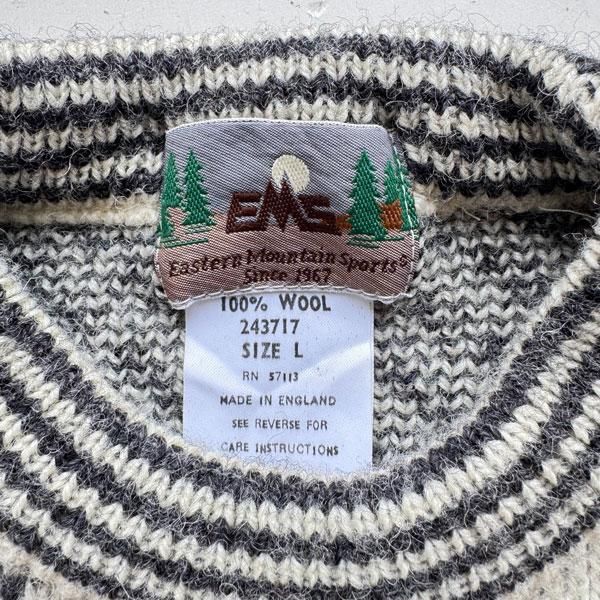 EMS
Eastern Mountain Sports®
Since 1967
100% WOOL
243717
SIZE L
RN 57113
MADE IN ENGLAND
SEE REVERSE FOR
CARE INSTRUCTIONS